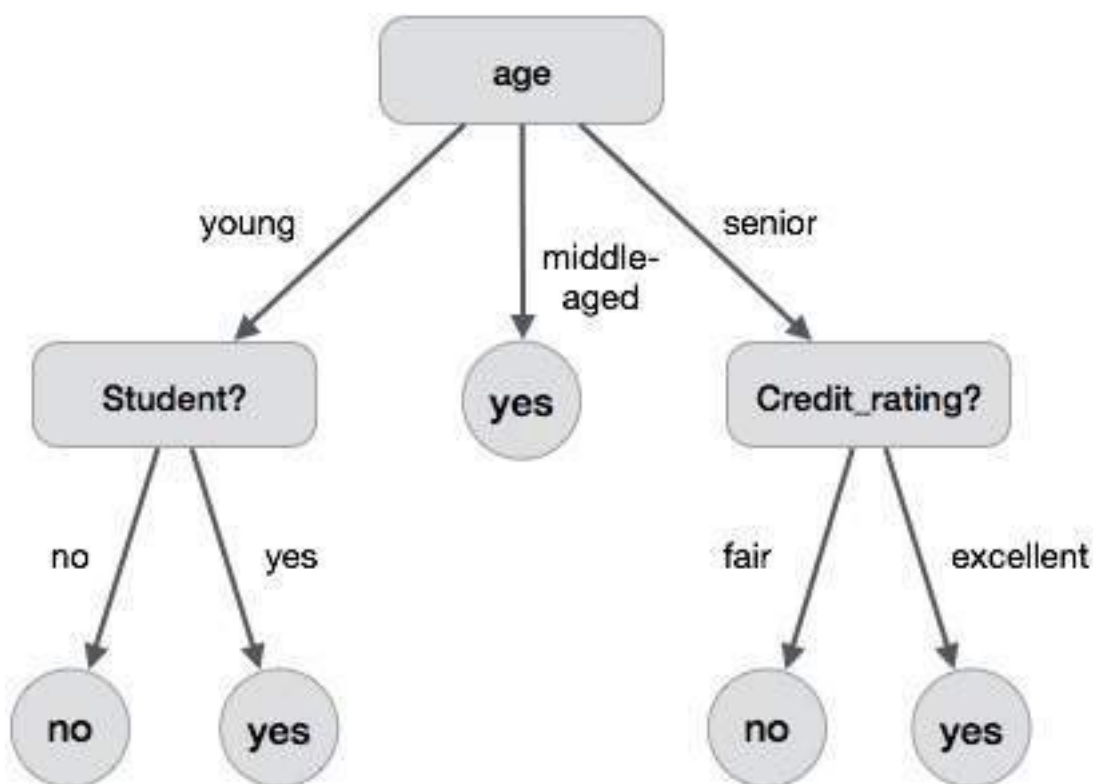 age
young
senior
middle-
aged
Student?
yes
Credit_rating?
no
yes
fair
excellent
no
yes
no
yes